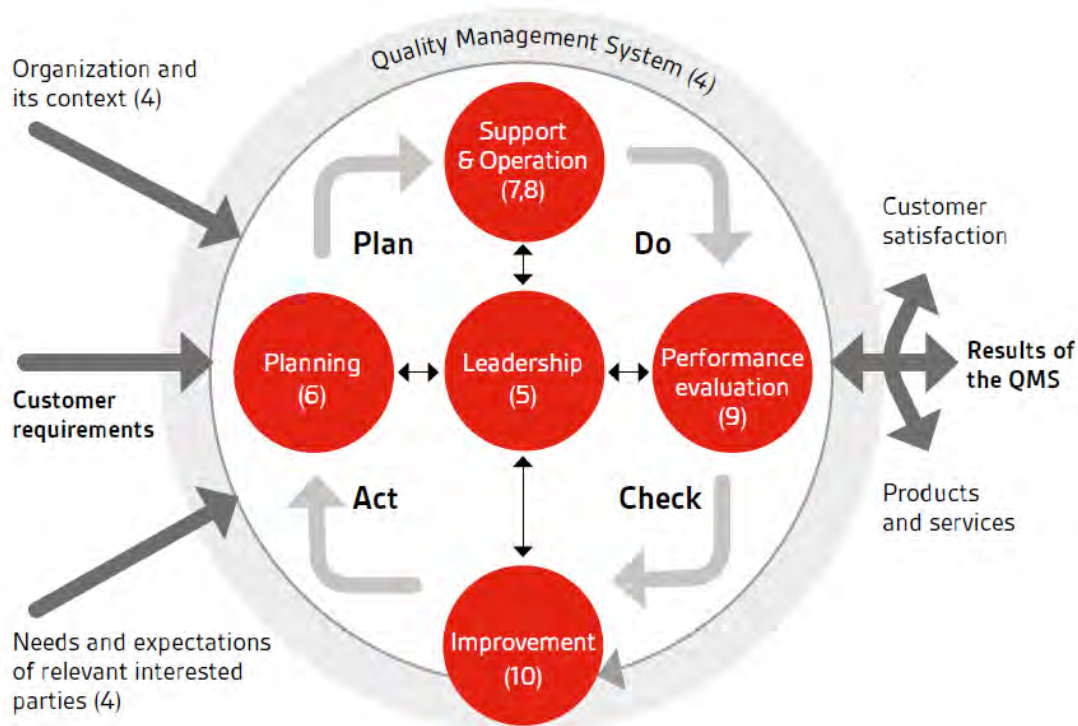 Quality Management System (4)
Organization and
its context (4)
Support
& Operation
(7,8)
Customer
satisfaction
Plan
Do
Planning
(6)
Leadership
(5)
Performance
evaluation
(9)
Results of
the QMS
Customer
requirements
Act
Check
Products
and services
Needs and expectations
of relevant interested
parties (4)
Improvement
(10)